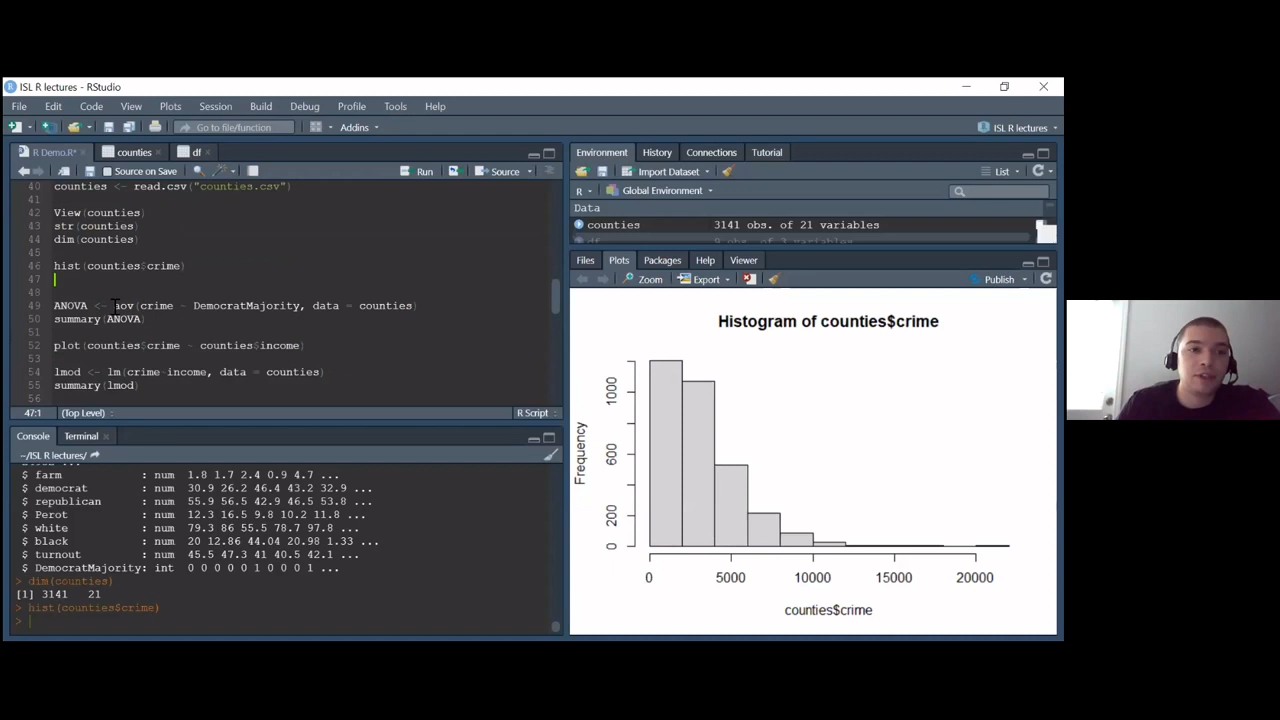 ISL R lectures - RStudio
File Edit Code View Plots Session Build Debug Profile Tools Help
Go to file/function Addins ISL R lectures
R Demo.R* counties df
Source on Save Run Source
40 counties <- read.csv("counties.csv")
41
42 View(counties)
43 str(counties)
44 dim(counties)
45
46 hist(counties$crime)
47
48
49 ANOVA <- aov(crime ~ DemocratMajority, data = counties)
50 summary(ANOVA)
51
52 plot(counties$crime ~ counties$income)
53
54 lmod <- lm(crime~income, data = counties)
55 summary(lmod)
56
47:1 (Top Level) R Script
Console Terminal
~/ISL R lectures/
$ farm : num 1.8 1.7 2.4 0.9 4.7 ...
$ democrat : num 30.9 26.2 46.4 43.2 32.9 ...
$ republican : num 55.9 56.5 42.9 46.5 53.8 ...
$ Perot : num 12.3 16.5 9.8 10.2 11.8 ...
$ white : num 79.3 86 55.5 78.7 97.8 ...
$ black : num 20 12.86 44.04 20.98 1.33 ...
$ turnout : num 45.5 47.3 41 40.5 42.1 ...
$ DemocratMajority: int 0 0 0 0 0 1 0 0 0 1 ...
> dim(counties)
[1] 3141 21
> hist(counties$crime)
>
Environment History Connections Tutorial
Import Dataset List
R Global Environment
Data
counties 3141 obs. of 21 variables
df 9 obs. of 3 variables
Files Plots Packages Help Viewer
Zoom Export Publish
Histogram of counties$crime
Frequency
0 200 600 1000
0 5000 10000 15000 20000
counties$crime